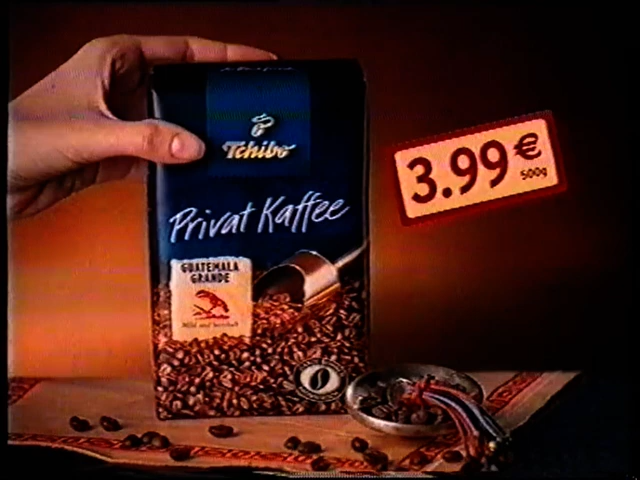 Tchibo
Privat Kaffee
GUATEMALA
GRANDE
3.99 €
500g